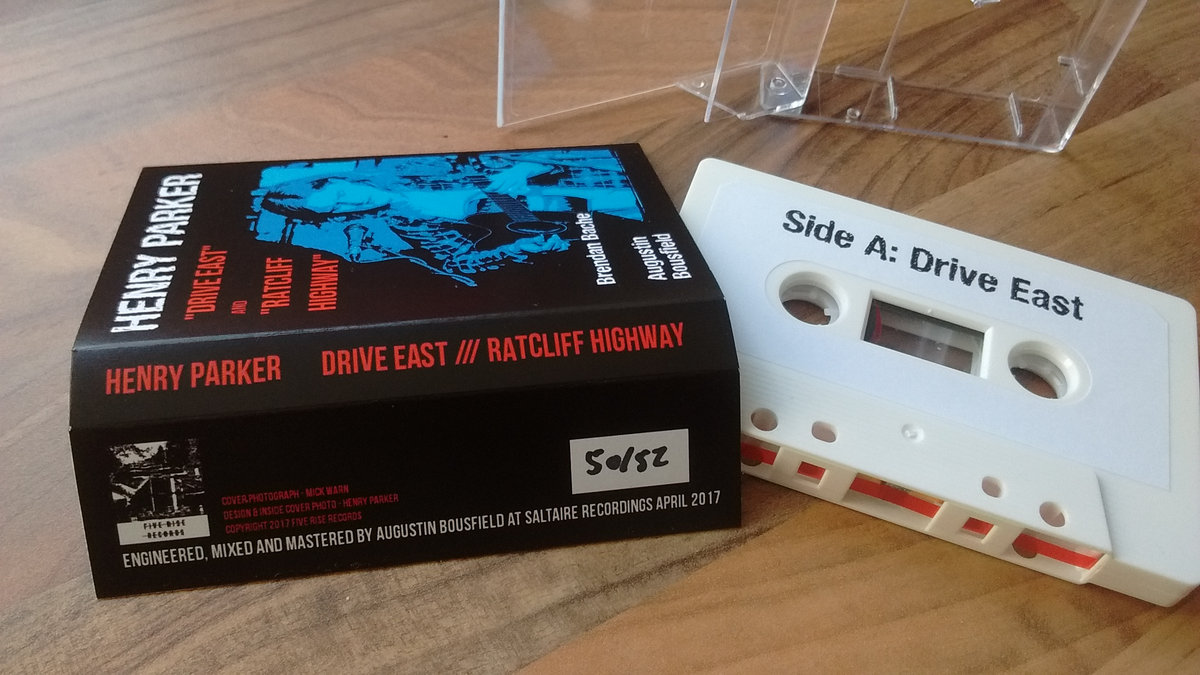 HENRY PARKER
"DRIVE EAST"
AND
"RATCLIFF
HIGHWAY"
Brendan Bache
Augustin
Bousfield
HENRY PARKER DRIVE EAST /// RATCLIFF HIGHWAY
50/52
FIVE RISE
RECORDS
COVER PHOTOGRAPH - MICK WARN
DESIGN & INSIDE COVER PHOTO - HENRY PARKER
COPYRIGHT 2017 FIVE RISE RECORDS
ENGINEERED, MIXED AND MASTERED BY AUGUSTIN BOUSFIELD AT SALTAIRE RECORDINGS APRIL 2017
Side A: Drive East